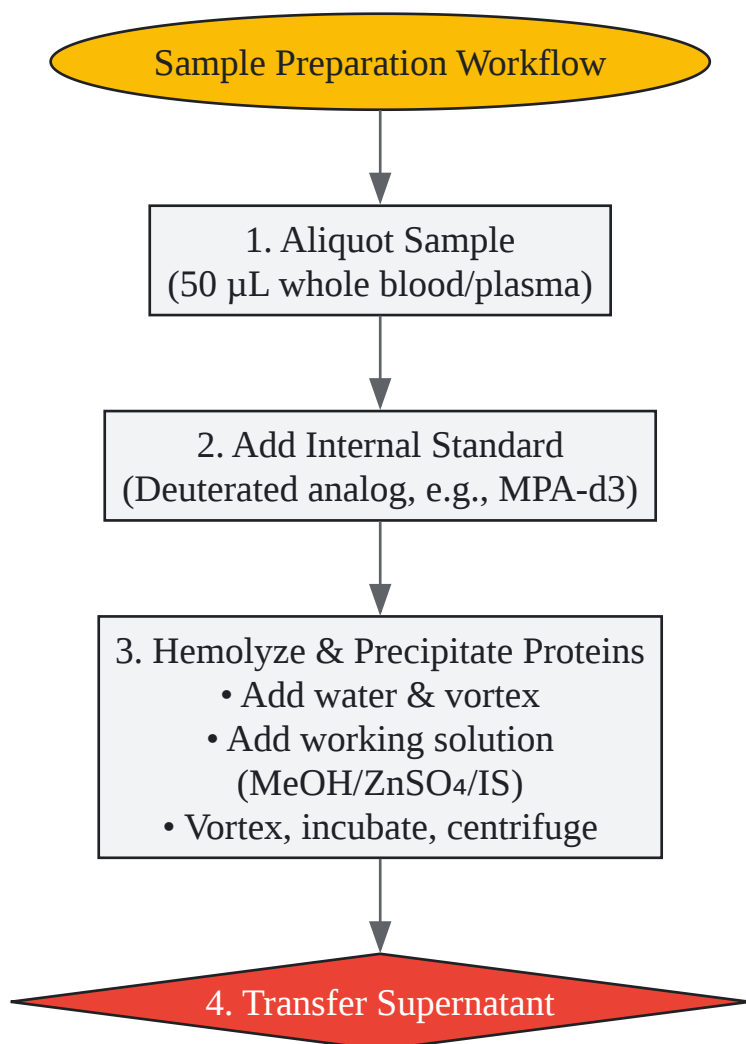 Sample Preparation Workflow
1. Aliquot Sample
(50 µL whole blood/plasma)
2. Add Internal Standard
(Deuterated analog, e.g., MPA-d3)
3. Hemolyze & Precipitate Proteins
• Add water & vortex
• Add working solution
(MeOH/ZnSO₄/IS)
• Vortex, incubate, centrifuge
4. Transfer Supernatant